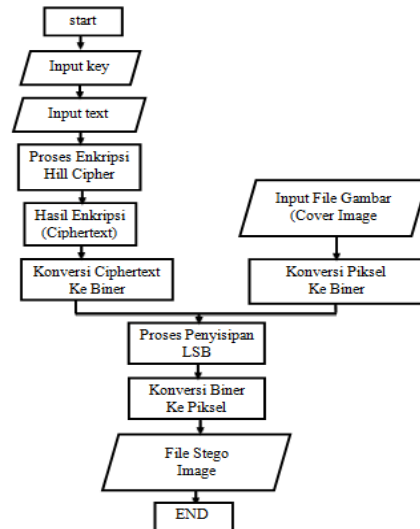 start
Input key
Input text
Proses Enkripsi
Hill Cipher
Hasil Enkripsi
(Ciphertext)
Konversi Ciphertext
Ke Biner
Input File Gambar
(Cover Image
Konversi Piksel
Ke Biner
Proses Penyisipan
LSB
Konversi Biner
Ke Piksel
File Stego
Image
END